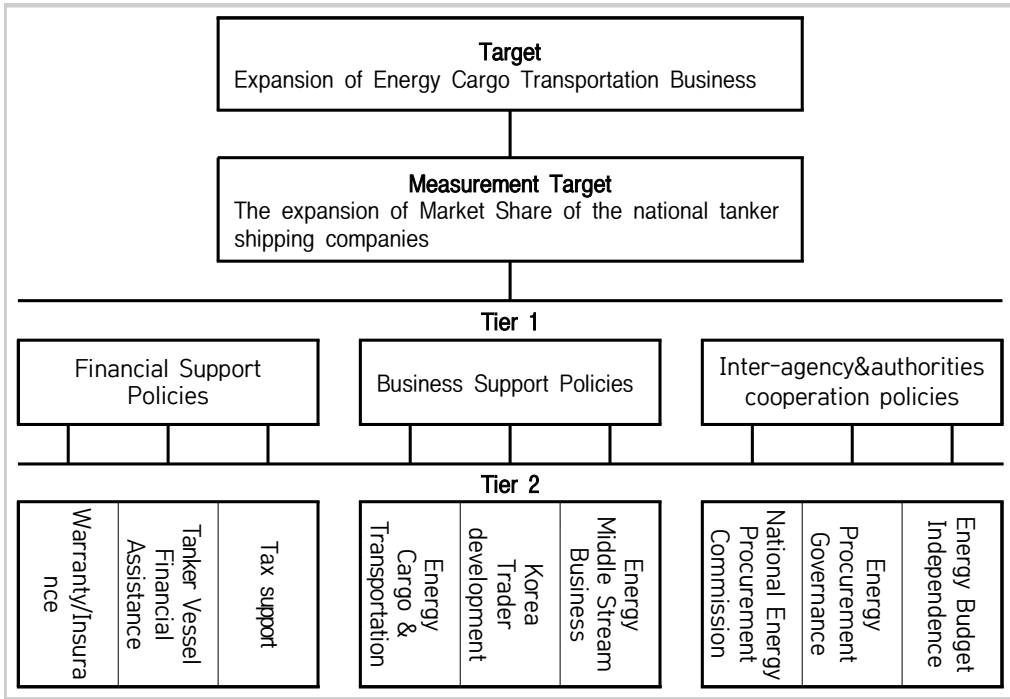 Target
Expansion of Energy Cargo Transportation Business
Measurement Target
The expansion of Market Share of the national tanker
shipping companies
Tier 1
Financial Support
Policies
Business Support Policies
Inter-agency&authorities
cooperation policies
Tier 2
Warranty/Insura
nce
Tanker Vessel
Financial
Assistance
Tax support
Energy
Cargo &
Transportation
Korea
Trader
development
Energy
Middle Stream
Business
National Energy
Procurement
Commission
Energy
Procurement
Governance
Energy Budget
Independence